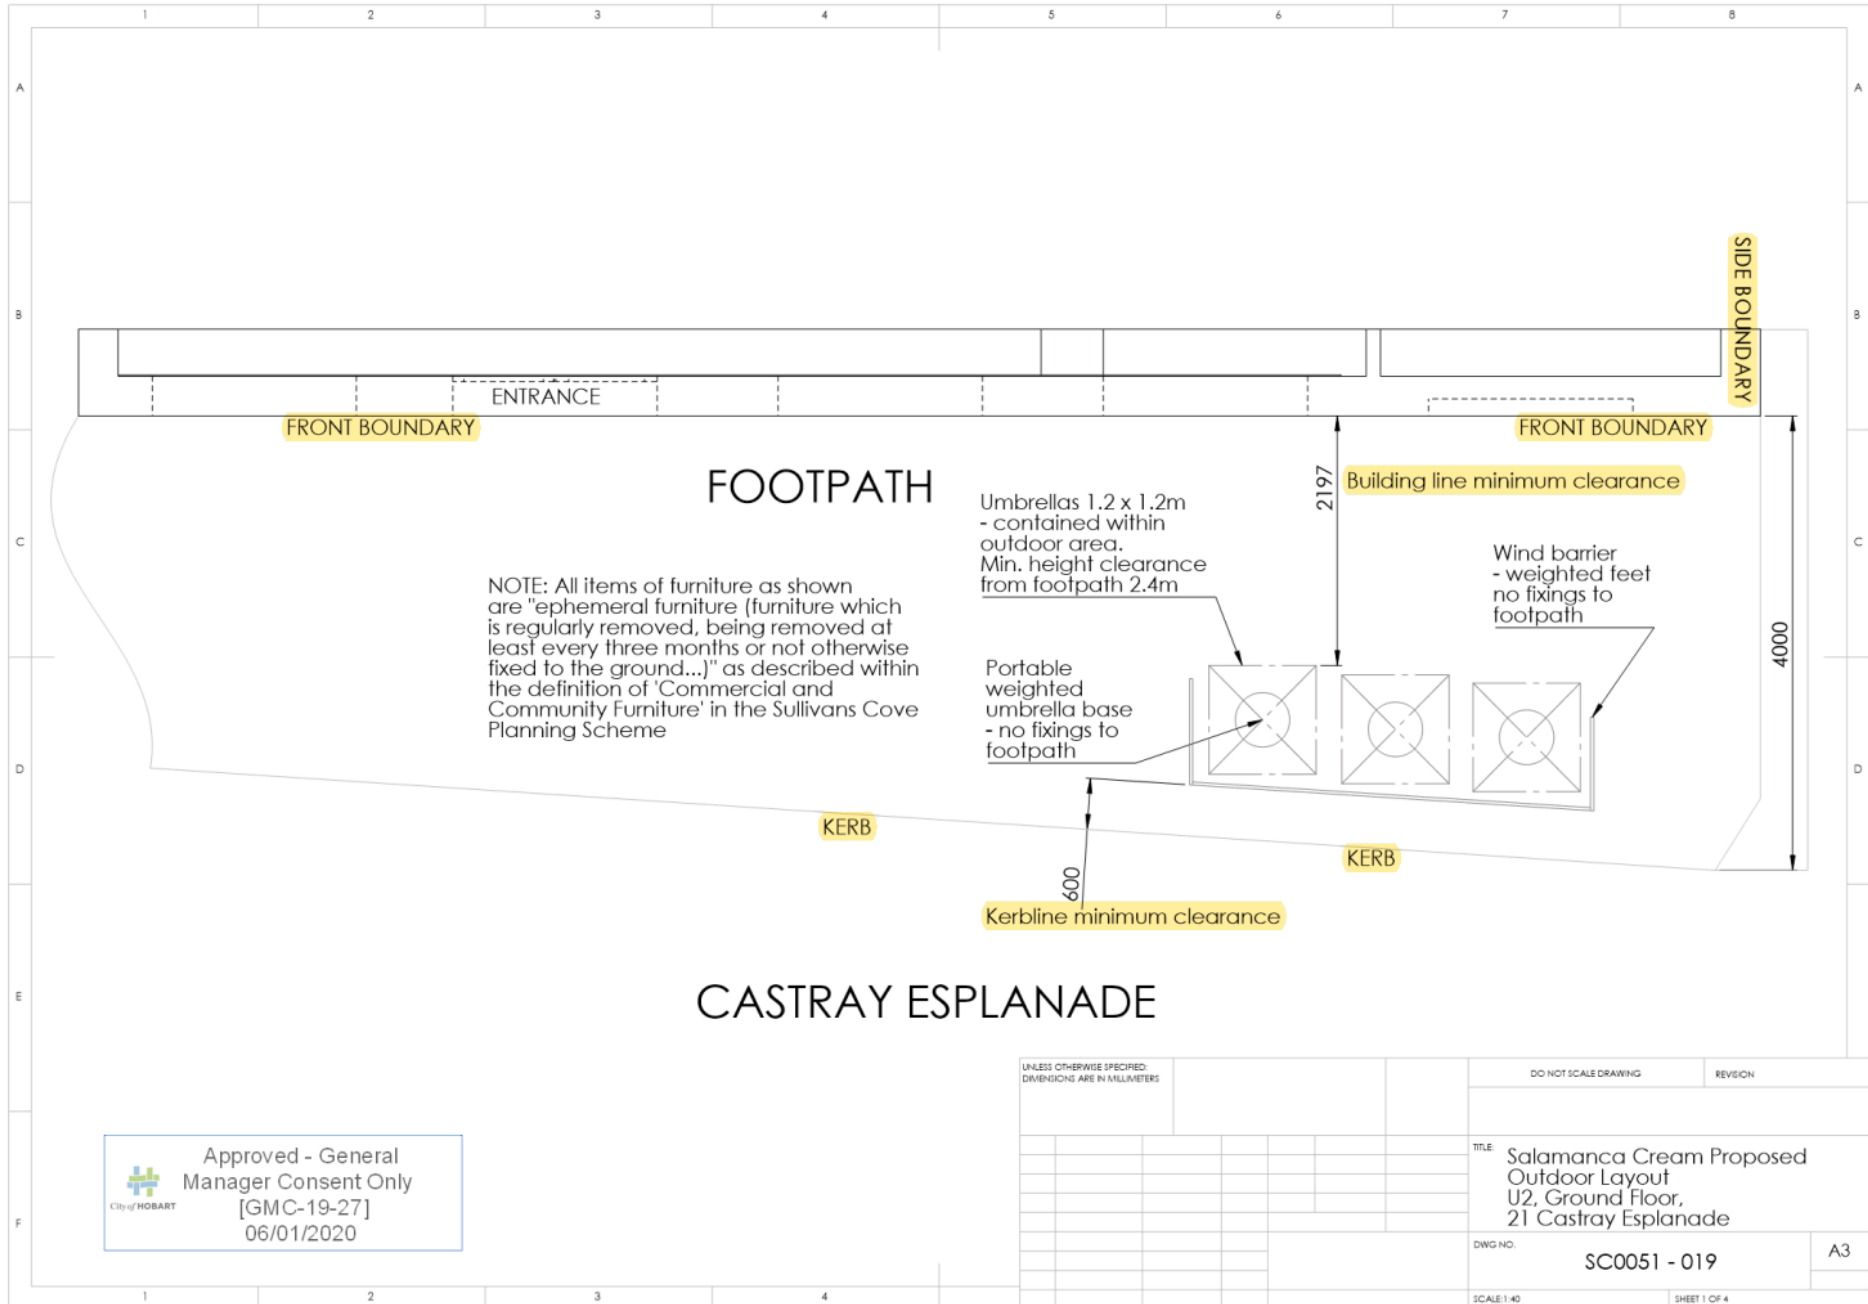 1 2 3 4 5 6 7 8
A A
B B
C C
D D
E E
F F
SIDE BOUNDARY
ENTRANCE
FRONT BOUNDARY
FRONT BOUNDARY
FOOTPATH
2197
Building line minimum clearance
Umbrellas 1.2 x 1.2m
- contained within
outdoor area.
Min. height clearance
from footpath 2.4m
Wind barrier
- weighted feet
no fixings to
footpath
NOTE: All items of furniture as shown
are "ephemeral furniture (furniture which
is regularly removed, being removed at
least every three months or not otherwise
fixed to the ground...)" as described within
the definition of 'Commercial and
Community Furniture' in the Sullivans Cove
Planning Scheme
4000
Portable
weighted
umbrella base
- no fixings to
footpath
KERB
KERB
600
Kerbline minimum clearance
CASTRAY ESPLANADE
UNLESS OTHERWISE SPECIFIED:
DIMENSIONS ARE IN MILLIMETERS
DO NOT SCALE DRAWING
REVISION
TITLE:
Salamanca Cream Proposed
Outdoor Layout
U2, Ground Floor,
21 Castray Esplanade
DWG NO.
SC0051 - 019
A3
SCALE:1:40
SHEET 1 OF 4
Approved - General
Manager Consent Only
[GMC-19-27]
06/01/2020
City of HOBART
1 2 3 4